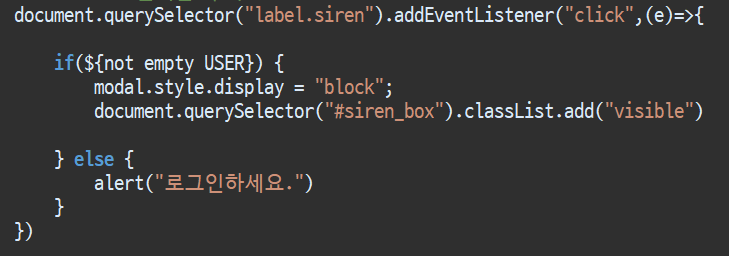 document.querySelector("label.siren").addEventListener("click",(e)=>{
if(${not empty USER}) {
modal.style.display = "block";
document.querySelector("#siren_box").classList.add("visible")
} else {
alert("로그인하세요.")
}
})